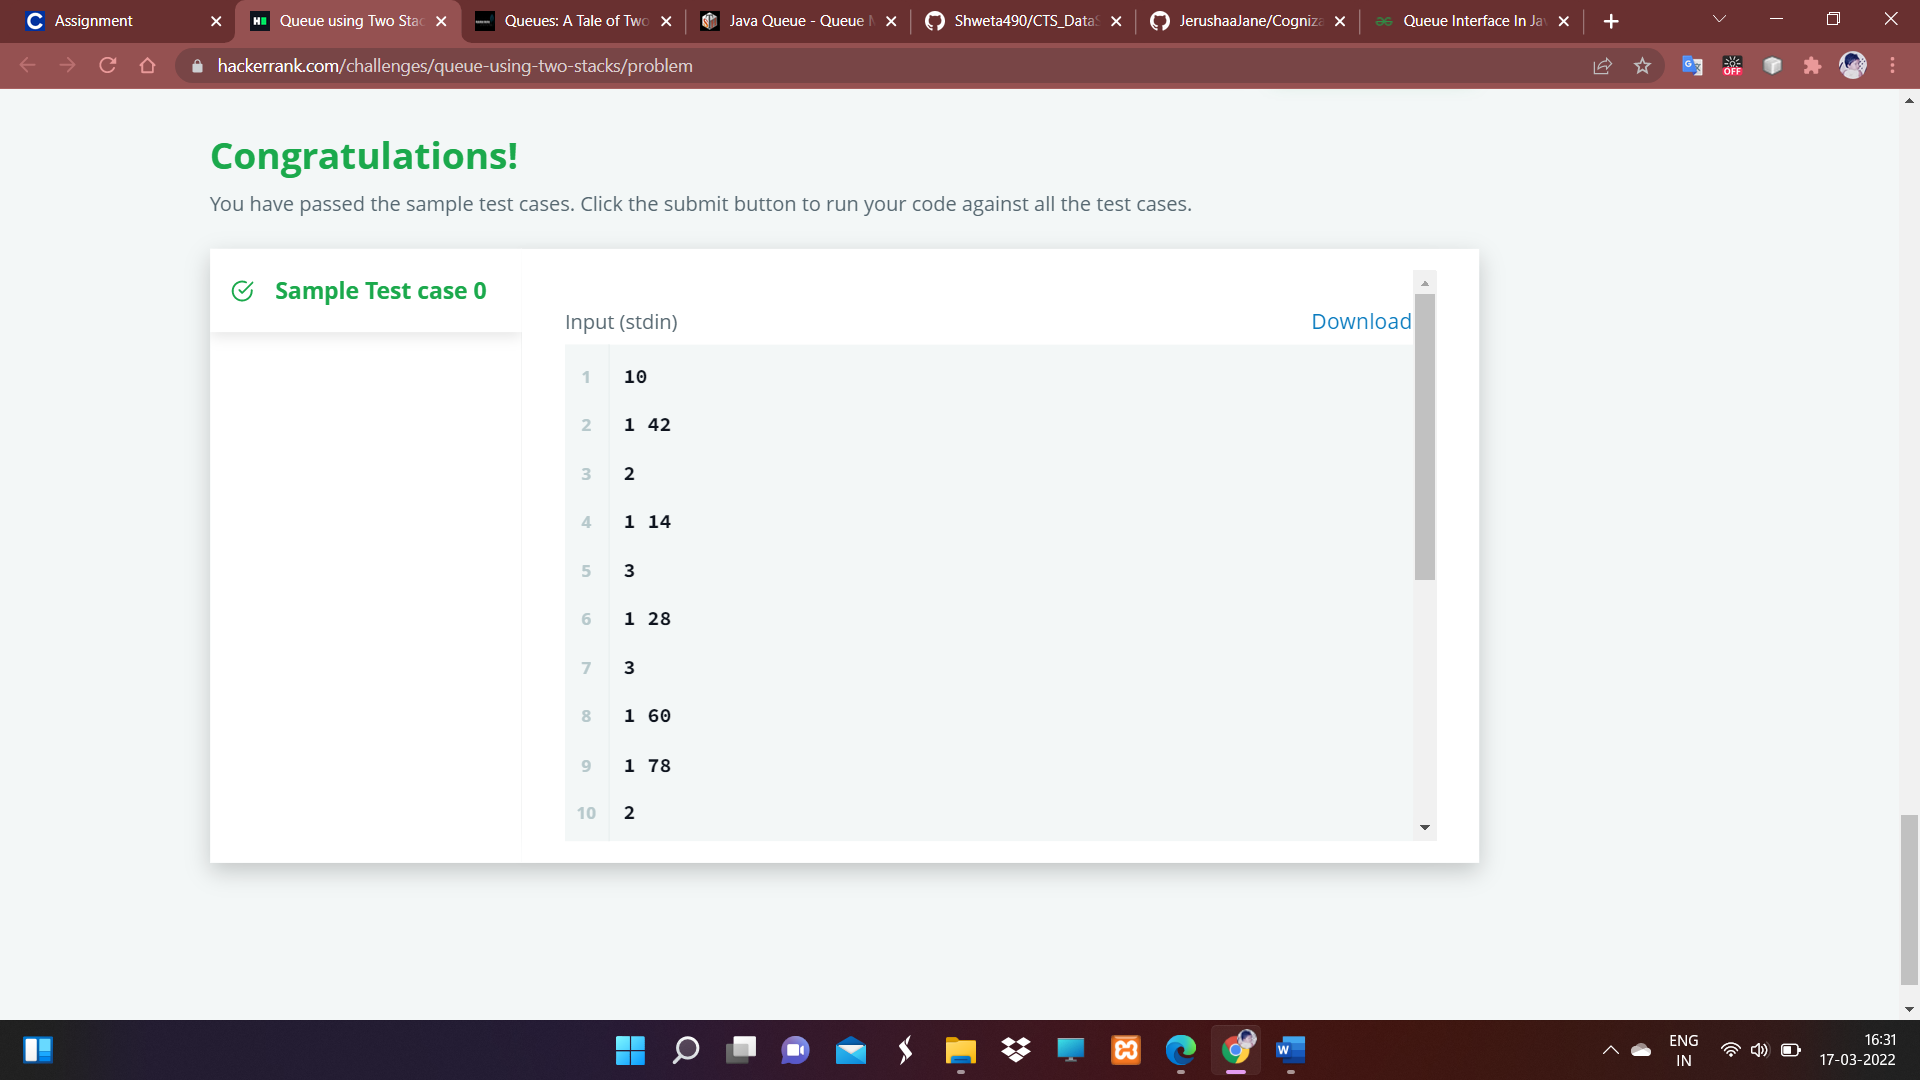 Assignment
Queue using Two Stac
Queues: A Tale of Two
Java Queue - Queue M
Shweta490/CTS_DataS
JerushaaJane/Cogniza
Queue Interface In Jav
hackerrank.com/challenges/queue-using-two-stacks/problem
OFF
Congratulations!
You have passed the sample test cases. Click the submit button to run your code against all the test cases.
Sample Test case 0
Input (stdin)
Download
1 10
2 1 42
3 2
4 1 14
5 3
6 1 28
7 3
8 1 60
9 1 78
10 2
ENG
IN
16:31
17-03-2022